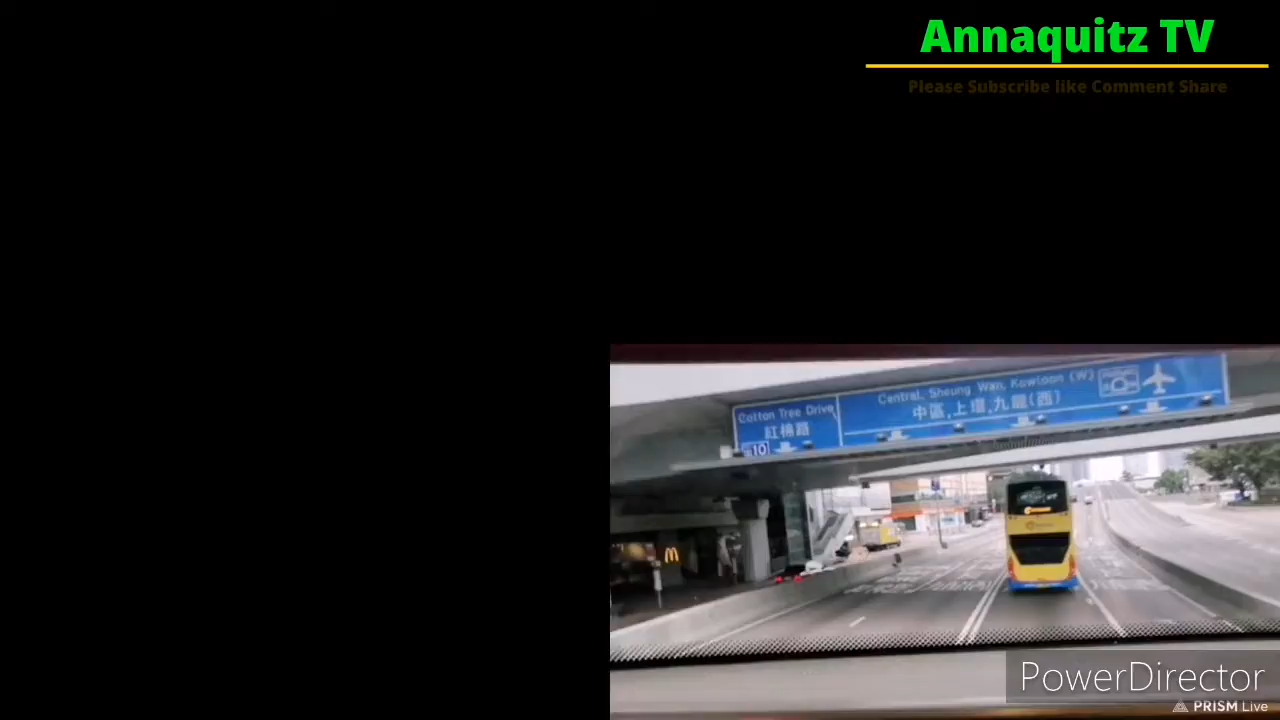 Annaquitz TV
Please Subscribe like Comment Share
Cotton Tree Drive
紅棉路
10
Central, Sheung Wan, Kowloon (W)
中區,上環,九龍(西)
PowerDirector
PRISM Live